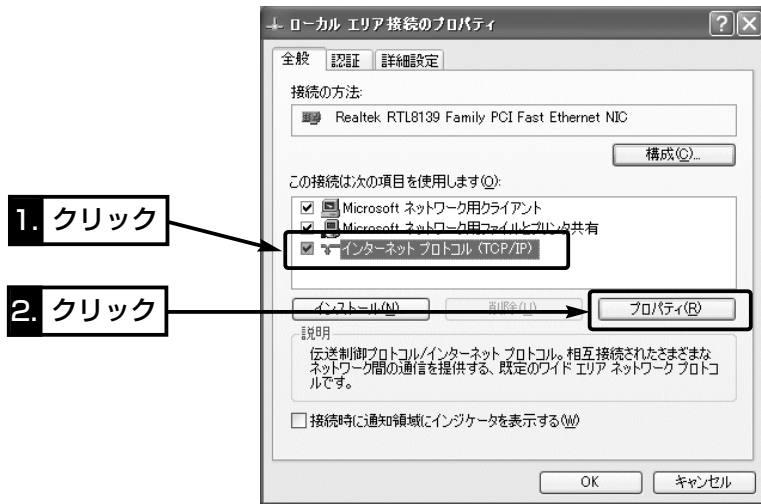 ローカル エリア接続のプロパティ
全般 認証 詳細設定
接続の方法:
Realtek RTL8139 Family PCI Fast Ethernet NIC
構成(C)...
この接続は次の項目を使用します(O):
Microsoft ネットワーク用クライアント
Microsoft ネットワーク用ファイルとプリンタ共有
インターネット プロトコル (TCP/IP)
1. クリック
2. クリック
インストール(N) 削除(U) プロパティ(R)
説明
伝送制御プロトコル/インターネット プロトコル。相互接続されたさまざまな
ネットワーク間の通信を提供する、既定のワイド エリア ネットワーク プロトコ
ルです。
接続時に通知領域にインジケータを表示する(W)
OK キャンセル